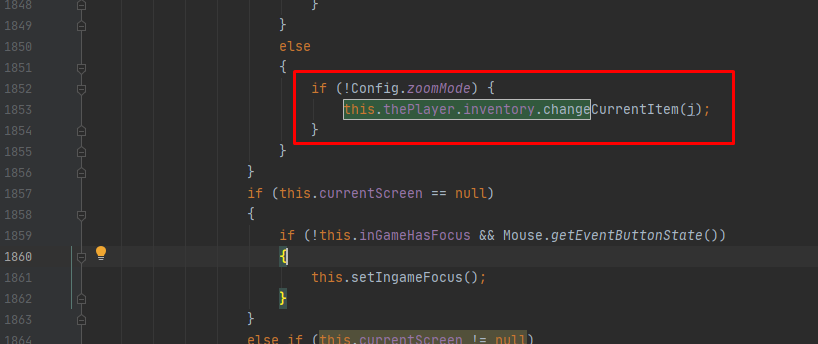 1848 }
1849 }
1850 else
1851 {
1852 if (!Config.zoomMode) {
1853 this.thePlayer.inventory.changeCurrentItem(j);
1854 }
1855 }
1856 }
1857 if (this.currentScreen == null)
1858 {
1859 if (!this.inGameHasFocus && Mouse.getEventButtonState())
1860 {
1861 this.setIngameFocus();
1862 }
1863 }
1864 else if (this.currentScreen != null)